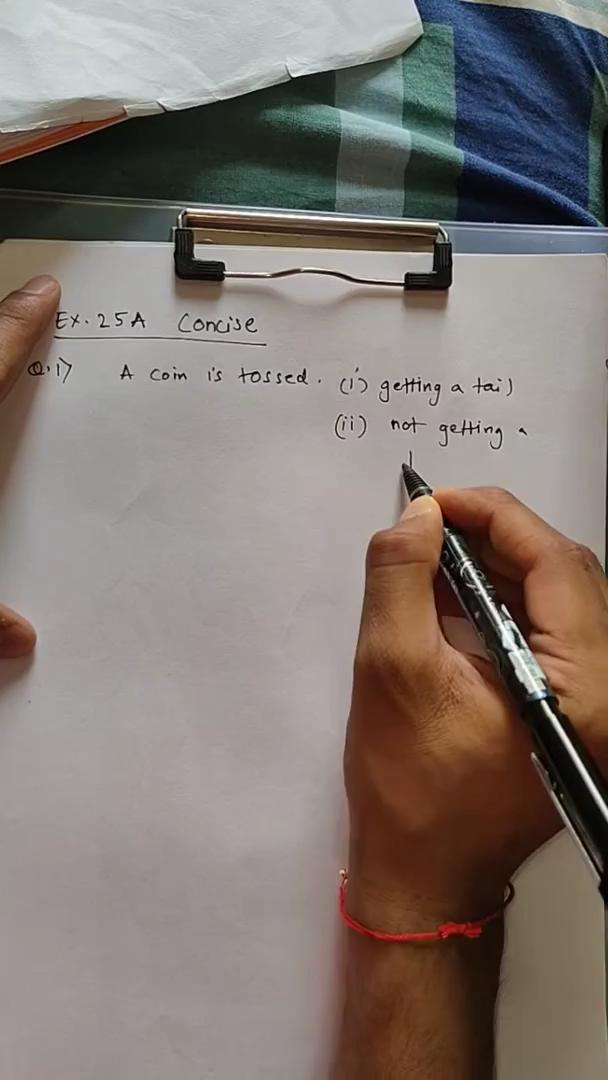 Ex. 25A Concise
Q.1) A coin is tossed. (i) getting a tail
(ii) not getting a